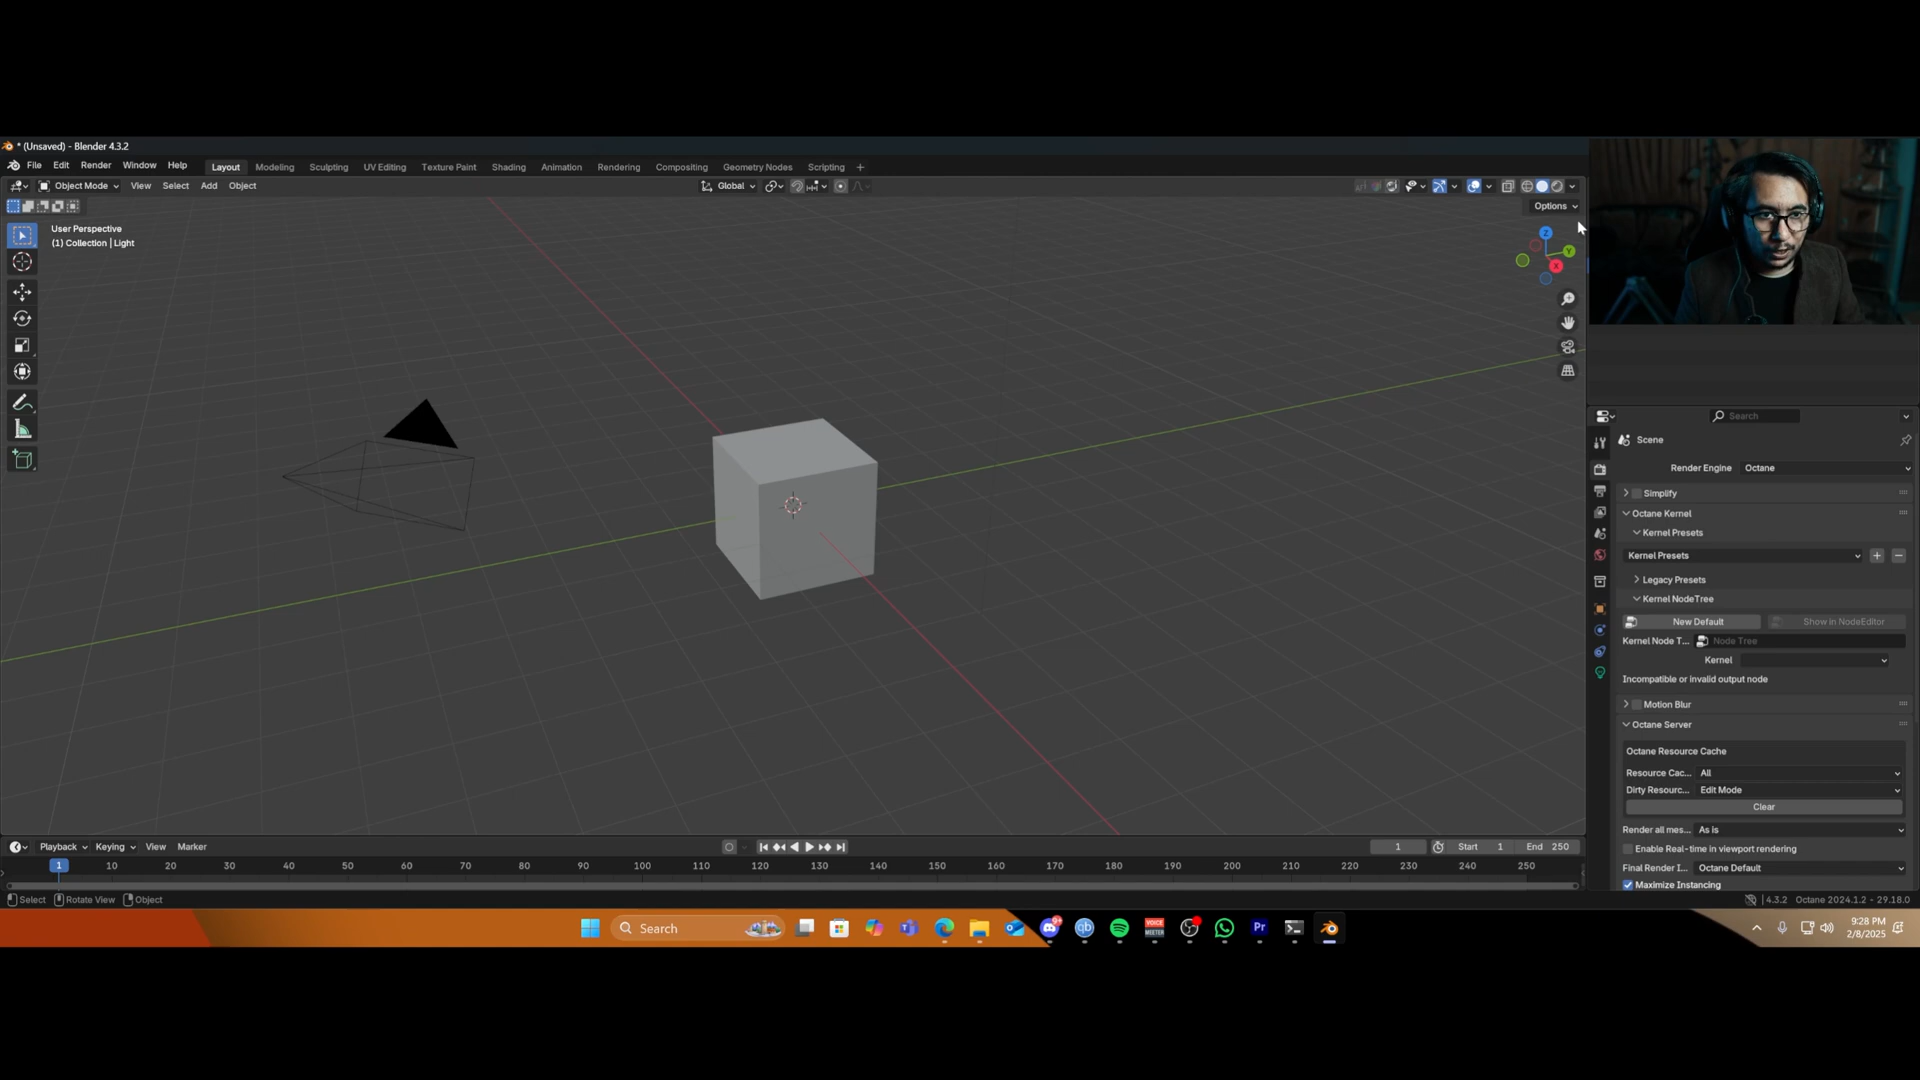 * (Unsaved) - Blender 4.3.2
File Edit Render Window Help
Layout Modeling Sculpting UV Editing Texture Paint Shading Animation Rendering Compositing Geometry Nodes Scripting +
Object Mode View Select Add Object
Global
Options
User Perspective
(1) Collection | Light
Z
Y
X
Search
Scene
Render Engine Octane
Simplify
Octane Kernel
Kernel Presets
Kernel Presets
Legacy Presets
Kernel NodeTree
New Default Show in NodeEditor
Kernel Node T... Node Tree
Kernel
Incompatible or invalid output node
Motion Blur
Octane Server
Octane Resource Cache
Resource Cac... All
Dirty Resourc... Edit Mode
Clear
Render all mes... As is
Enable Real-time in viewport rendering
Final Render I... Octane Default
Maximize Instancing
Playback Keying View Marker
1 Start 1 End 250
1 10 20 30 40 50 60 70 80 90 100 110 120 130 140 150 160 170 180 190 200 210 220 230 240 250
Select Rotate View Object
4.3.2 Octane 2024.1.2 - 29.18.0
Search
qb
VOICE
MEETER
Pr
9:28 PM
2/8/2025